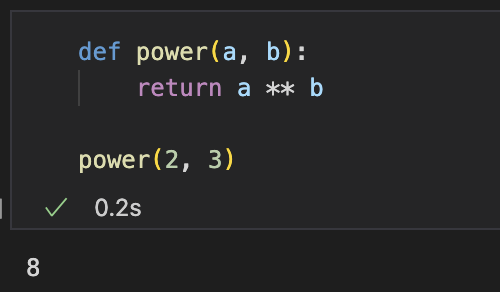 def power(a, b):
    return a ** b
power(2, 3)
0.2s
8